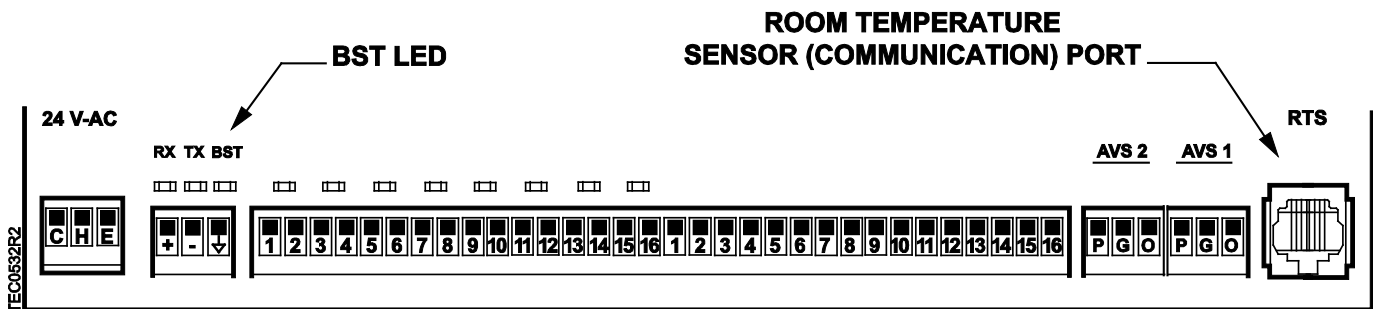 ROOM TEMPERATURE
SENSOR (COMMUNICATION) PORT
BST LED
24 V-AC
RTS
RX TX BST
AVS 2 AVS 1
C H E
+ -
1 2 3 4 5 6 7 8 9 10 11 12 13 14 15 16 1 2 3 4 5 6 7 8 9 10 11 12 13 14 15 16
P G O P G O
TEC0532R2